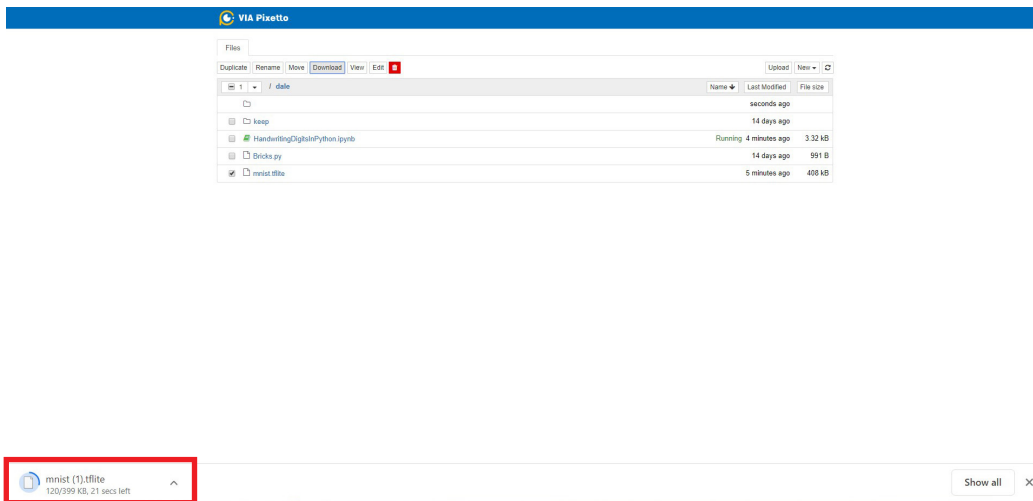 VIA Pixetto
Files
Duplicate Rename Move Download View Edit Upload New
1 / dale Name Last Modified File size
seconds ago
keep 14 days ago
HandwritingDigitsInPython.ipynb Running 4 minutes ago 3.32 kB
Bricks.py 14 days ago 991 B
mnist.tflite 5 minutes ago 408 kB
mnist (1).tflite
120/399 KB, 21 secs left
Show all